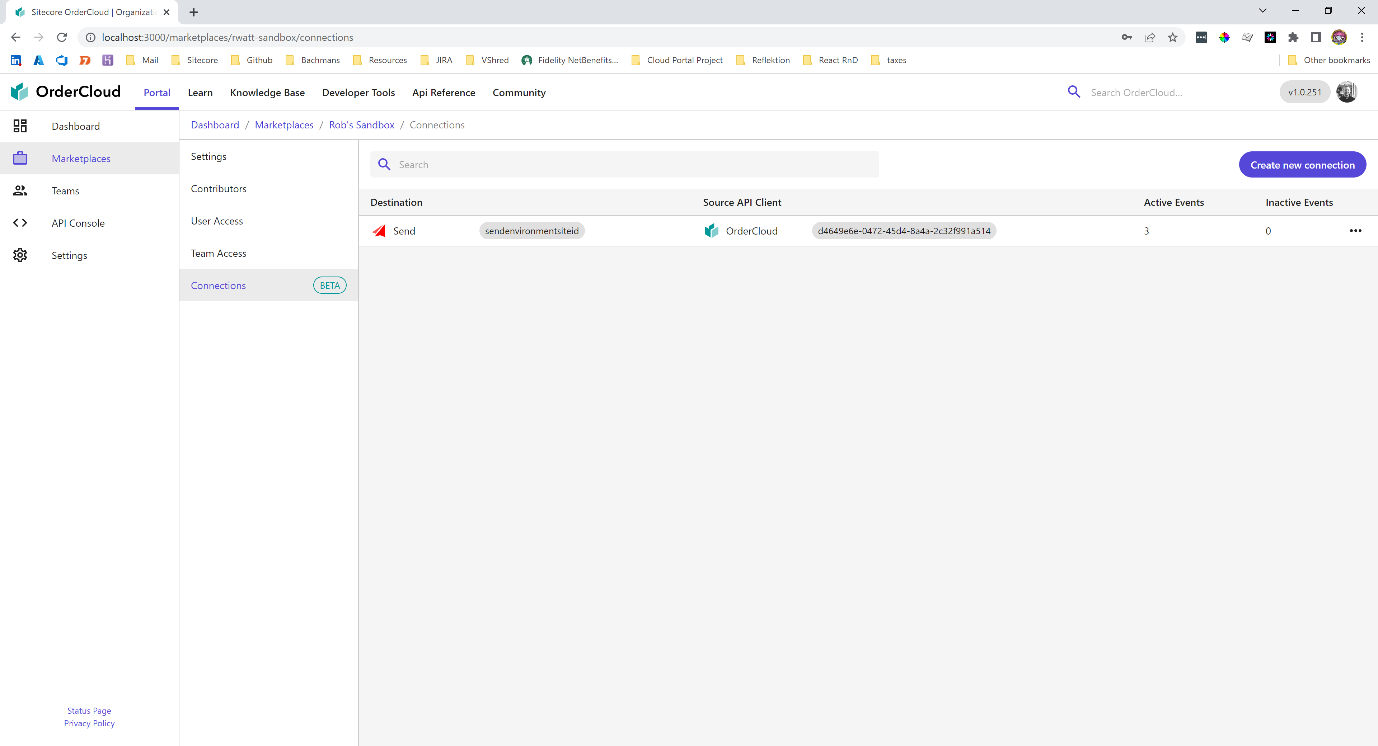 Sitecore OrderCloud | Organizatio
localhost:3000/marketplaces/rwatt-sandbox/connections
Mail Sitecore Github Bachmans Resources JIRA VShred Fidelity NetBenefits... Cloud Portal Project Reflektion React RnD taxes Other bookmarks
OrderCloud Portal Learn Knowledge Base Developer Tools Api Reference Community Search OrderCloud... v1.0.251
Dashboard
Marketplaces
Teams
API Console
Settings
Status Page
Privacy Policy
Dashboard / Marketplaces / Rob's Sandbox / Connections
Settings
Contributors
User Access
Team Access
Connections BETA
Search Create new connection
Destination Source API Client Active Events Inactive Events
Send sendenvironmentsiteid OrderCloud d4649e6e-0472-45d4-8a4a-2c32f991a514 3 0